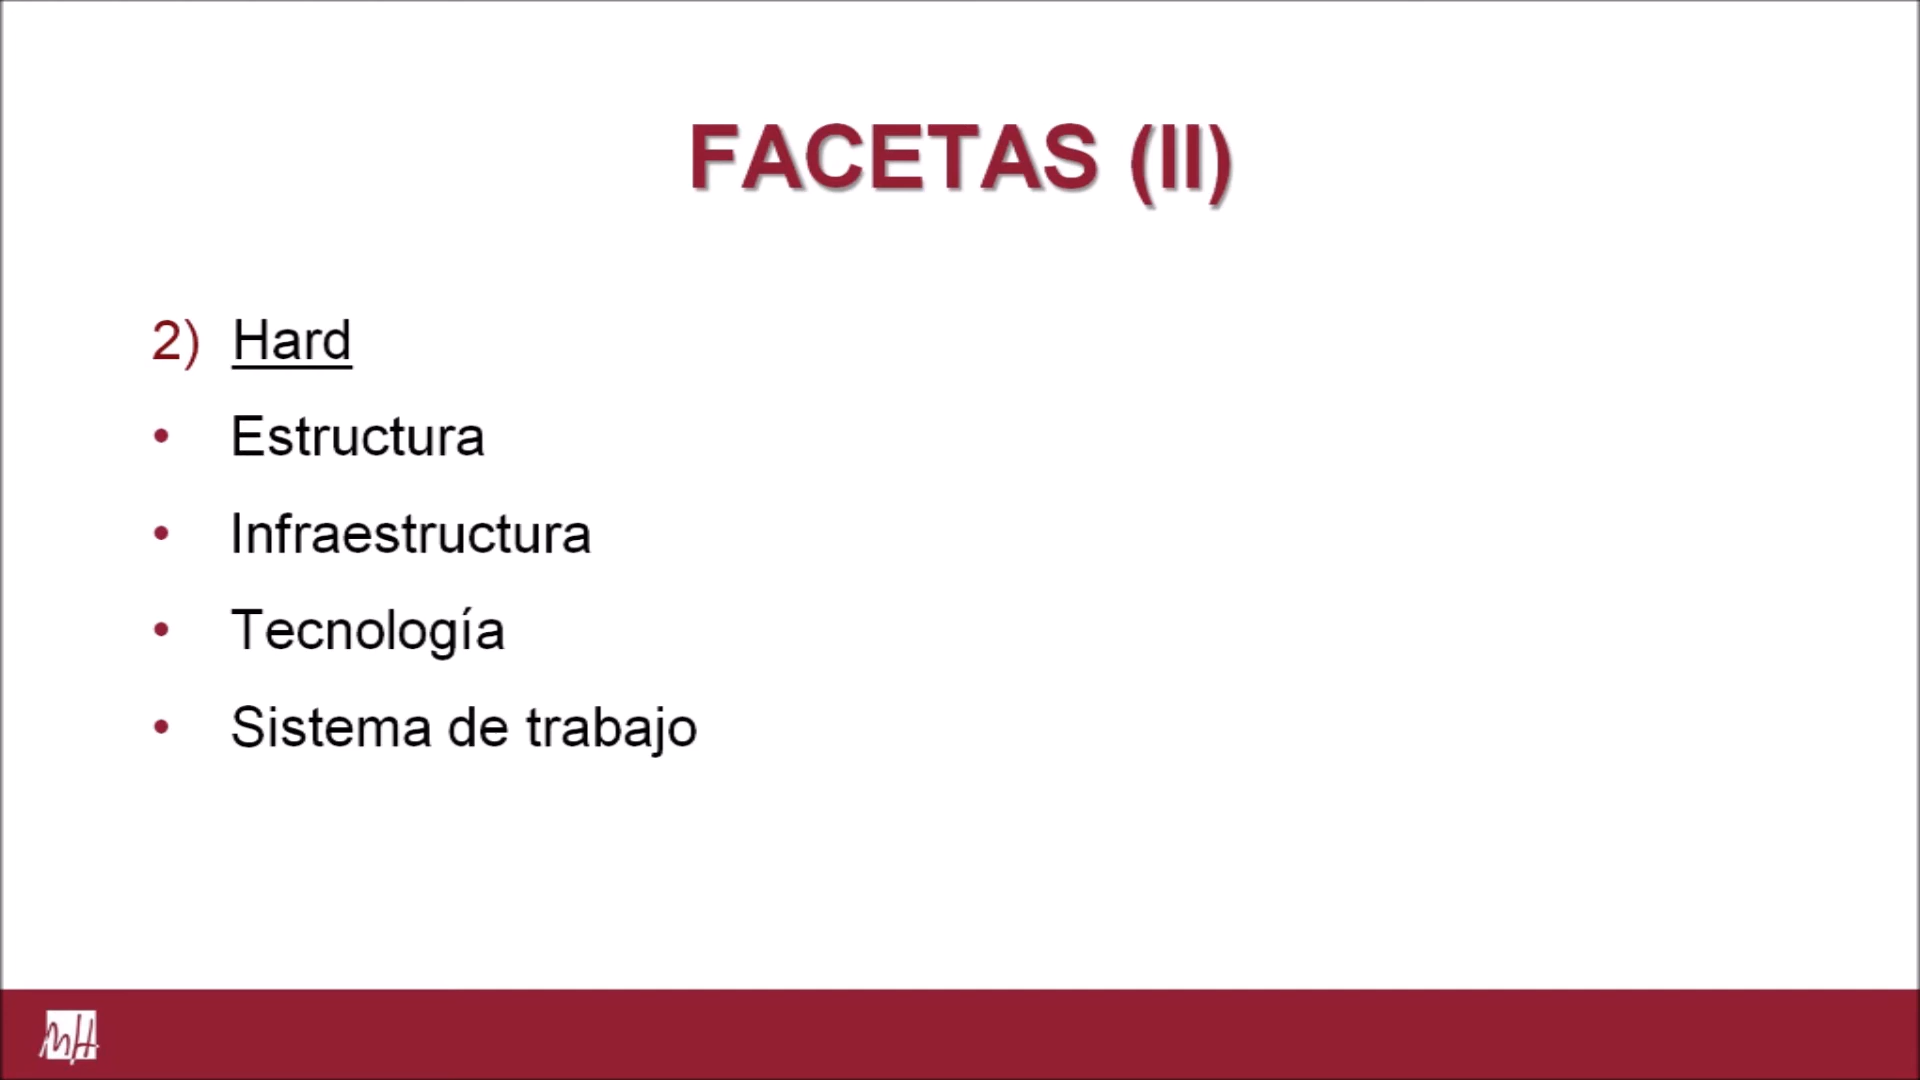 FACETAS (II)
2) Hard
• Estructura
• Infraestructura
• Tecnología
• Sistema de trabajo